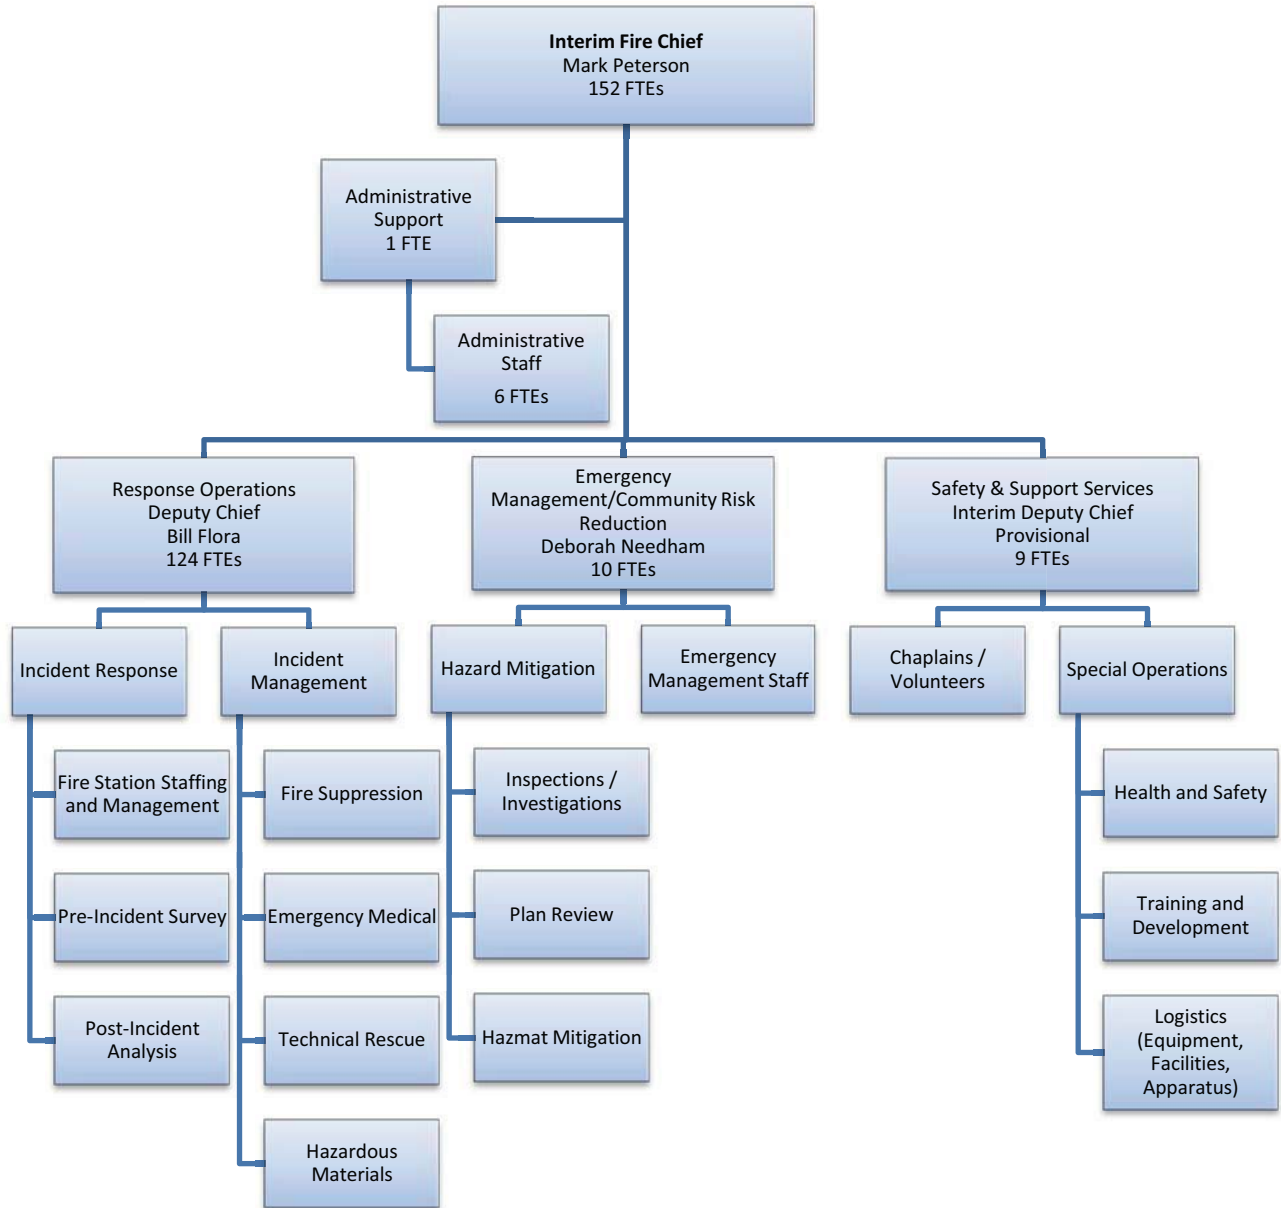 Interim Fire Chief
Mark Peterson
152 FTEs
Administrative
Support
1 FTE
Administrative
Staff
6 FTEs
Response Operations
Deputy Chief
Bill Flora
124 FTEs
Emergency
Management/Community Risk
Reduction
Deborah Needham
10 FTEs
Safety & Support Services
Interim Deputy Chief
Provisional
9 FTEs
Incident Response
Incident
Management
Hazard Mitigation
Emergency
Management Staff
Chaplains /
Volunteers
Special Operations
Fire Station Staffing
and Management
Fire Suppression
Inspections /
Investigations
Health and Safety
Pre-Incident Survey
Emergency Medical
Plan Review
Training and
Development
Post-Incident
Analysis
Technical Rescue
Hazmat Mitigation
Logistics
(Equipment,
Facilities,
Apparatus)
Hazardous
Materials